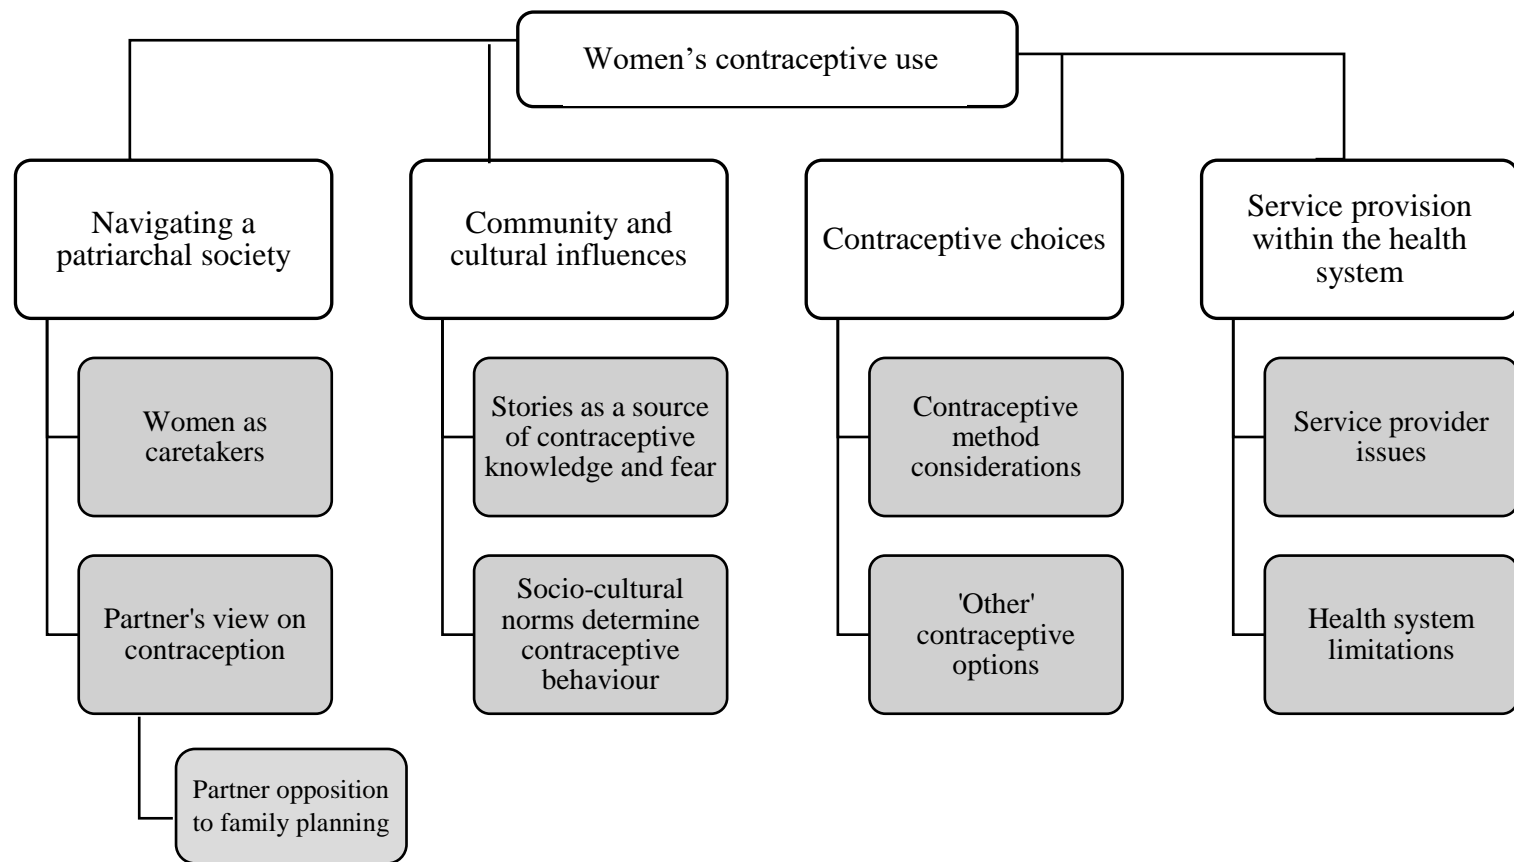 Women’s contraceptive use
Navigating a
patriarchal society
Community and
cultural influences
Contraceptive choices
Service provision
within the health
system
Women as
caretakers
Stories as a source
of contraceptive
knowledge and fear
Contraceptive
method
considerations
Service provider
issues
Partner's view on
contraception
Socio-cultural
norms determine
contraceptive
behaviour
'Other'
contraceptive
options
Health system
limitations
Partner opposition
to family planning